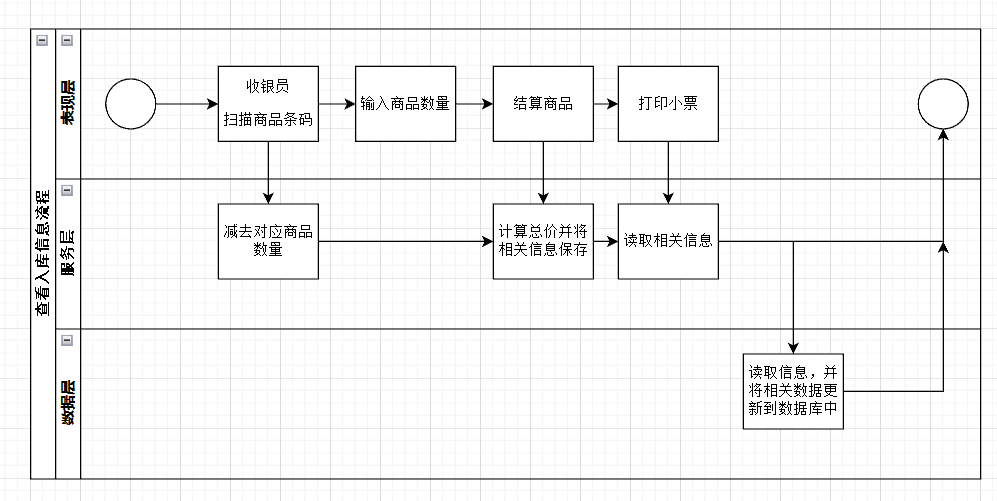 查看入库信息流程
表现层
收银员
扫描商品条码
输入商品数量
结算商品
打印小票
服务层
减去对应商品
数量
计算总价并将
相关信息保存
读取相关信息
数据层
读取信息，并
将相关数据更
新到数据库中